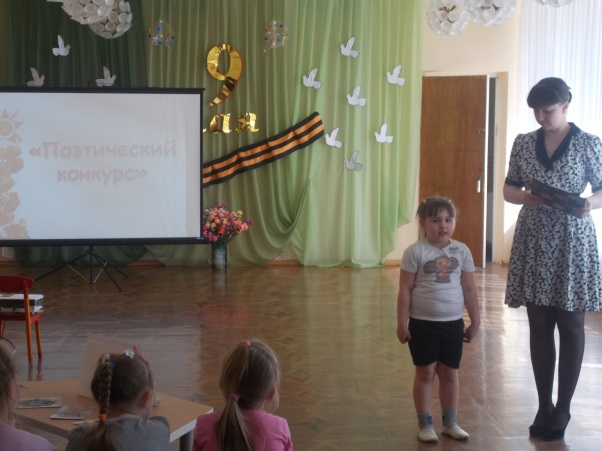 «Поэтический
конкурс»
9
мая